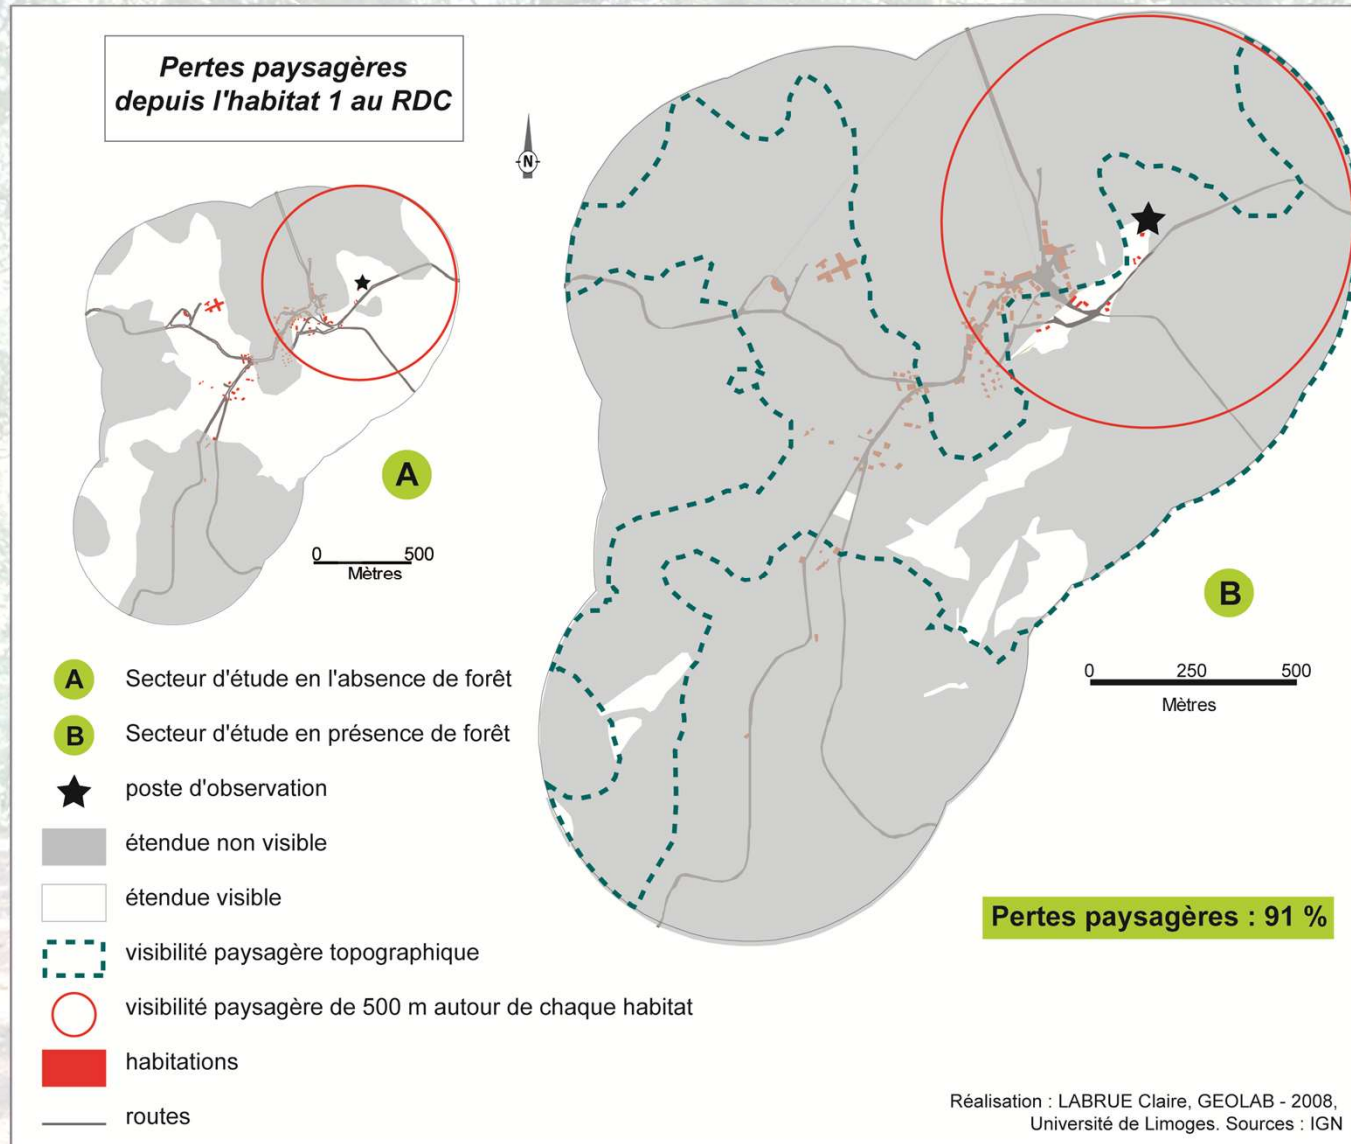 Pertes paysagères
depuis l'habitat 1 au RDC
N
A
0 500
Mètres
B
0 250 500
Mètres
A Secteur d'étude en l'absence de forêt
B Secteur d'étude en présence de forêt
poste d'observation
étendue non visible
étendue visible
visibilité paysagère topographique
visibilité paysagère de 500 m autour de chaque habitat
habitations
routes
Pertes paysagères : 91 %
Réalisation : LABRUE Claire, GEOLAB - 2008,
Université de Limoges. Sources : IGN